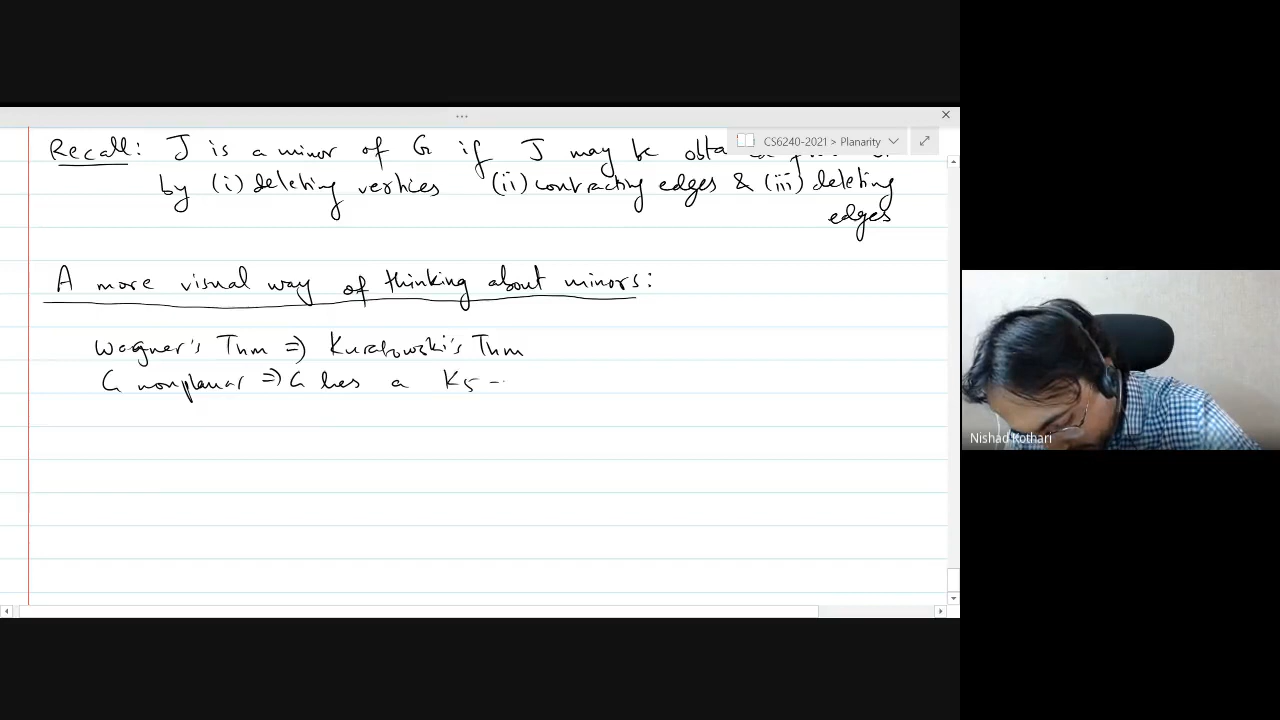 Recall: J is a minor of G if J may be obta
CS6240-2021 > Planarity
by (i) deleting vertices (ii) contracting edges & (iii) deleting
edges
A more visual way of thinking about minors:
Wagner's Thm ⇒ Kuratowski's Thm
G nonplanar ⇒ G has a K5 -
Nishad Kothari